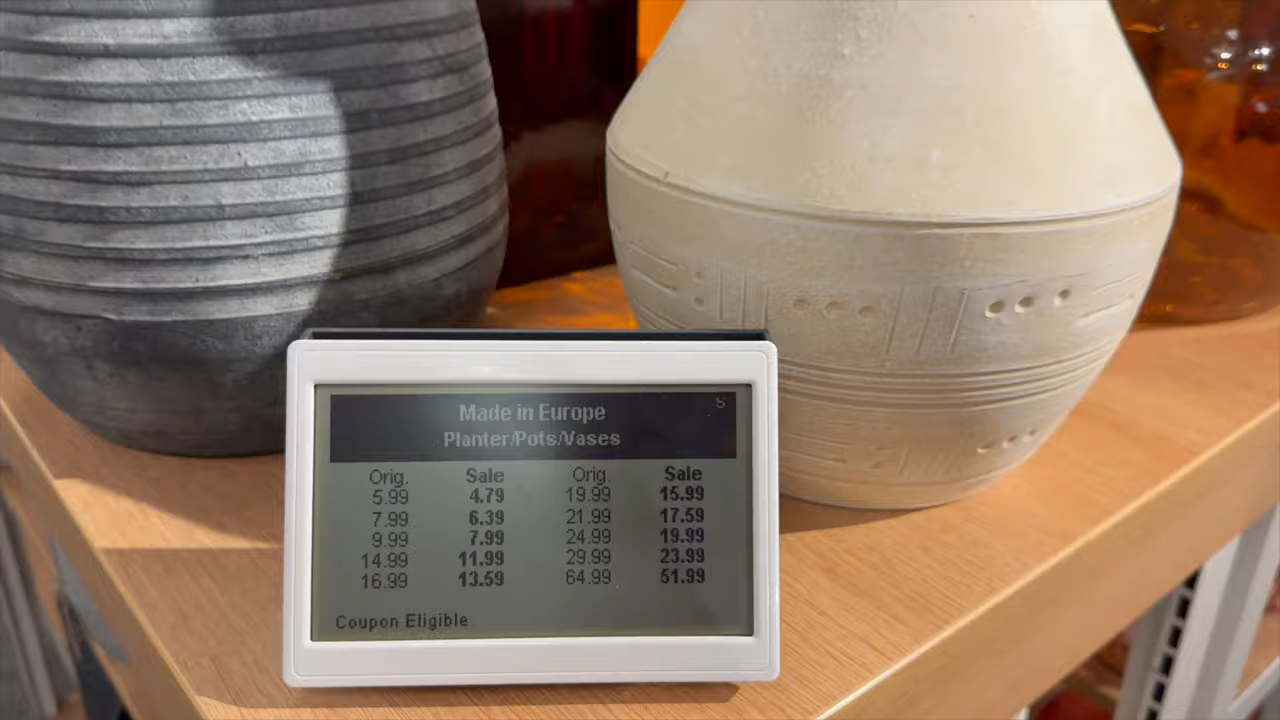 S
Made in Europe
Planter/Pots/Vases
Orig. Sale Orig. Sale
5.99 4.79 19.99 15.99
7.99 6.39 21.99 17.59
9.99 7.99 24.99 19.99
14.99 11.99 29.99 23.99
16.99 13.59 64.99 51.99
Coupon Eligible